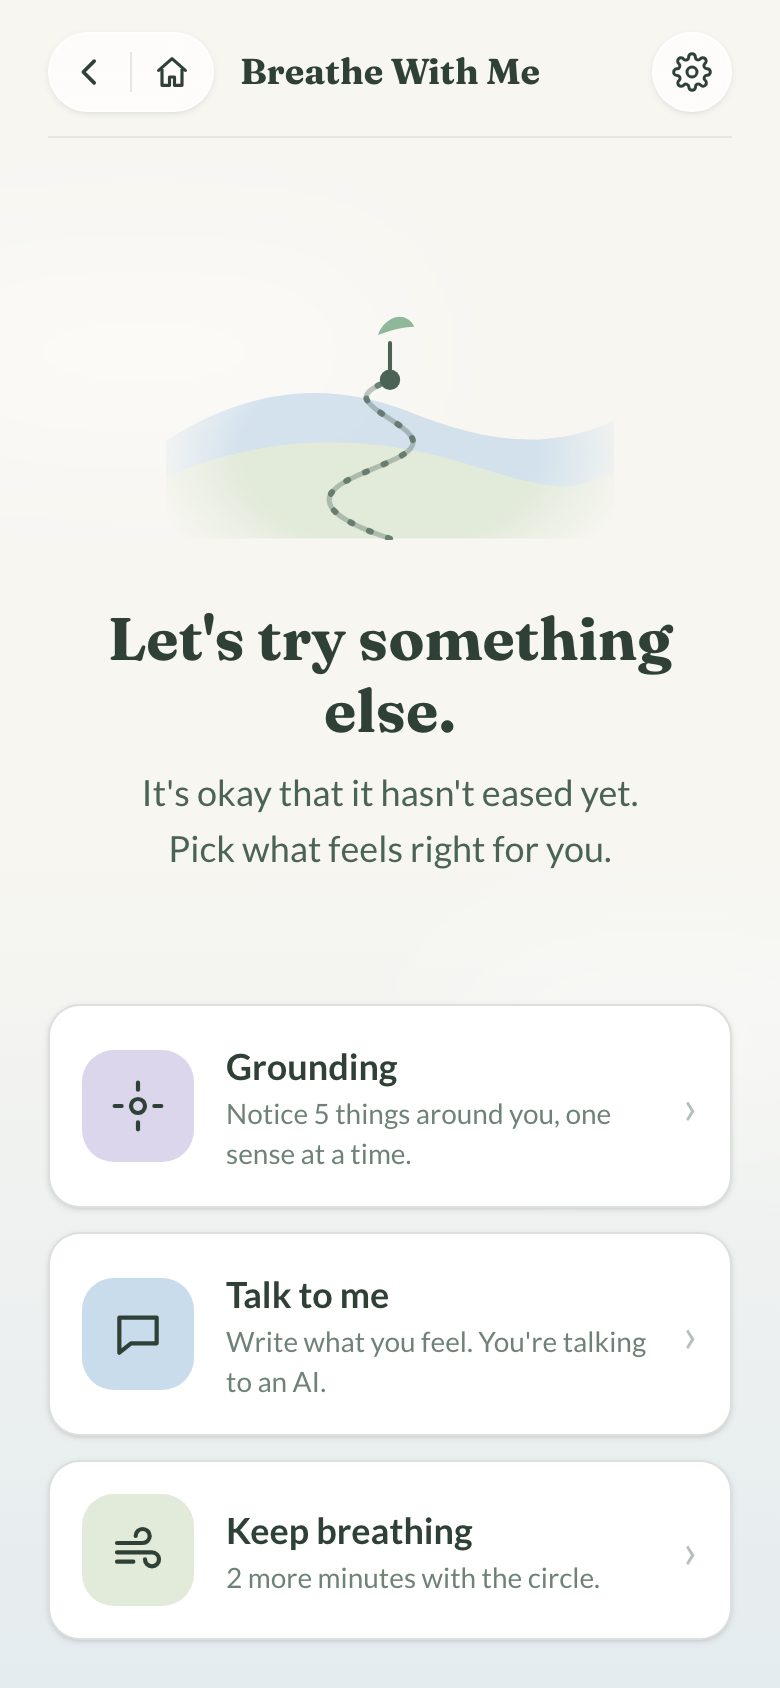 Breathe With Me
Let's try something
else.
It's okay that it hasn't eased yet.
Pick what feels right for you.
Grounding
Notice 5 things around you, one
sense at a time.
Talk to me
Write what you feel. You're talking
to an AI.
Keep breathing
2 more minutes with the circle.